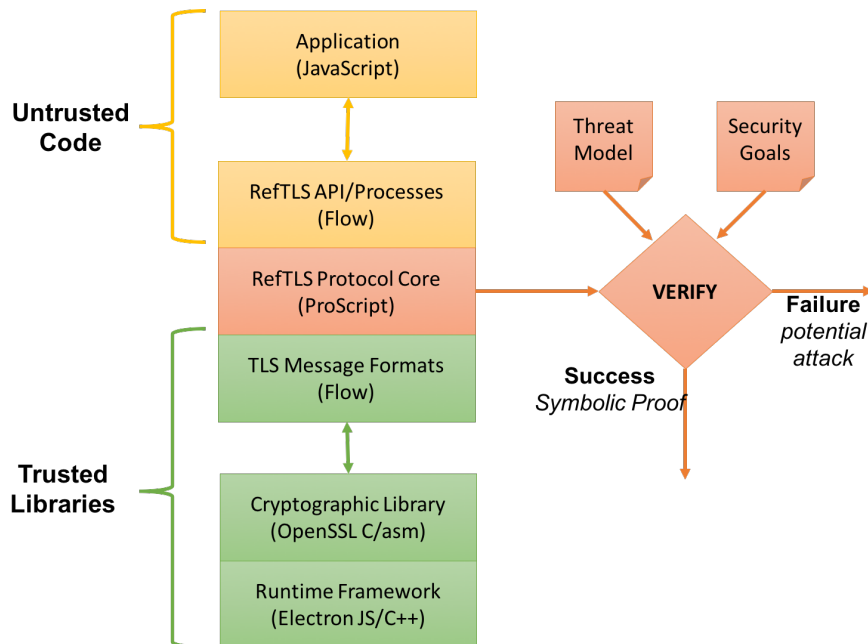 Application
(JavaScript)
Untrusted
Code
RefTLS API/Processes
(Flow)
RefTLS Protocol Core
(ProScript)
TLS Message Formats
(Flow)
Trusted
Libraries
Cryptographic Library
(OpenSSL C/asm)
Runtime Framework
(Electron JS/C++)
Threat
Model
Security
Goals
VERIFY
Failure
potential
attack
Success
Symbolic Proof